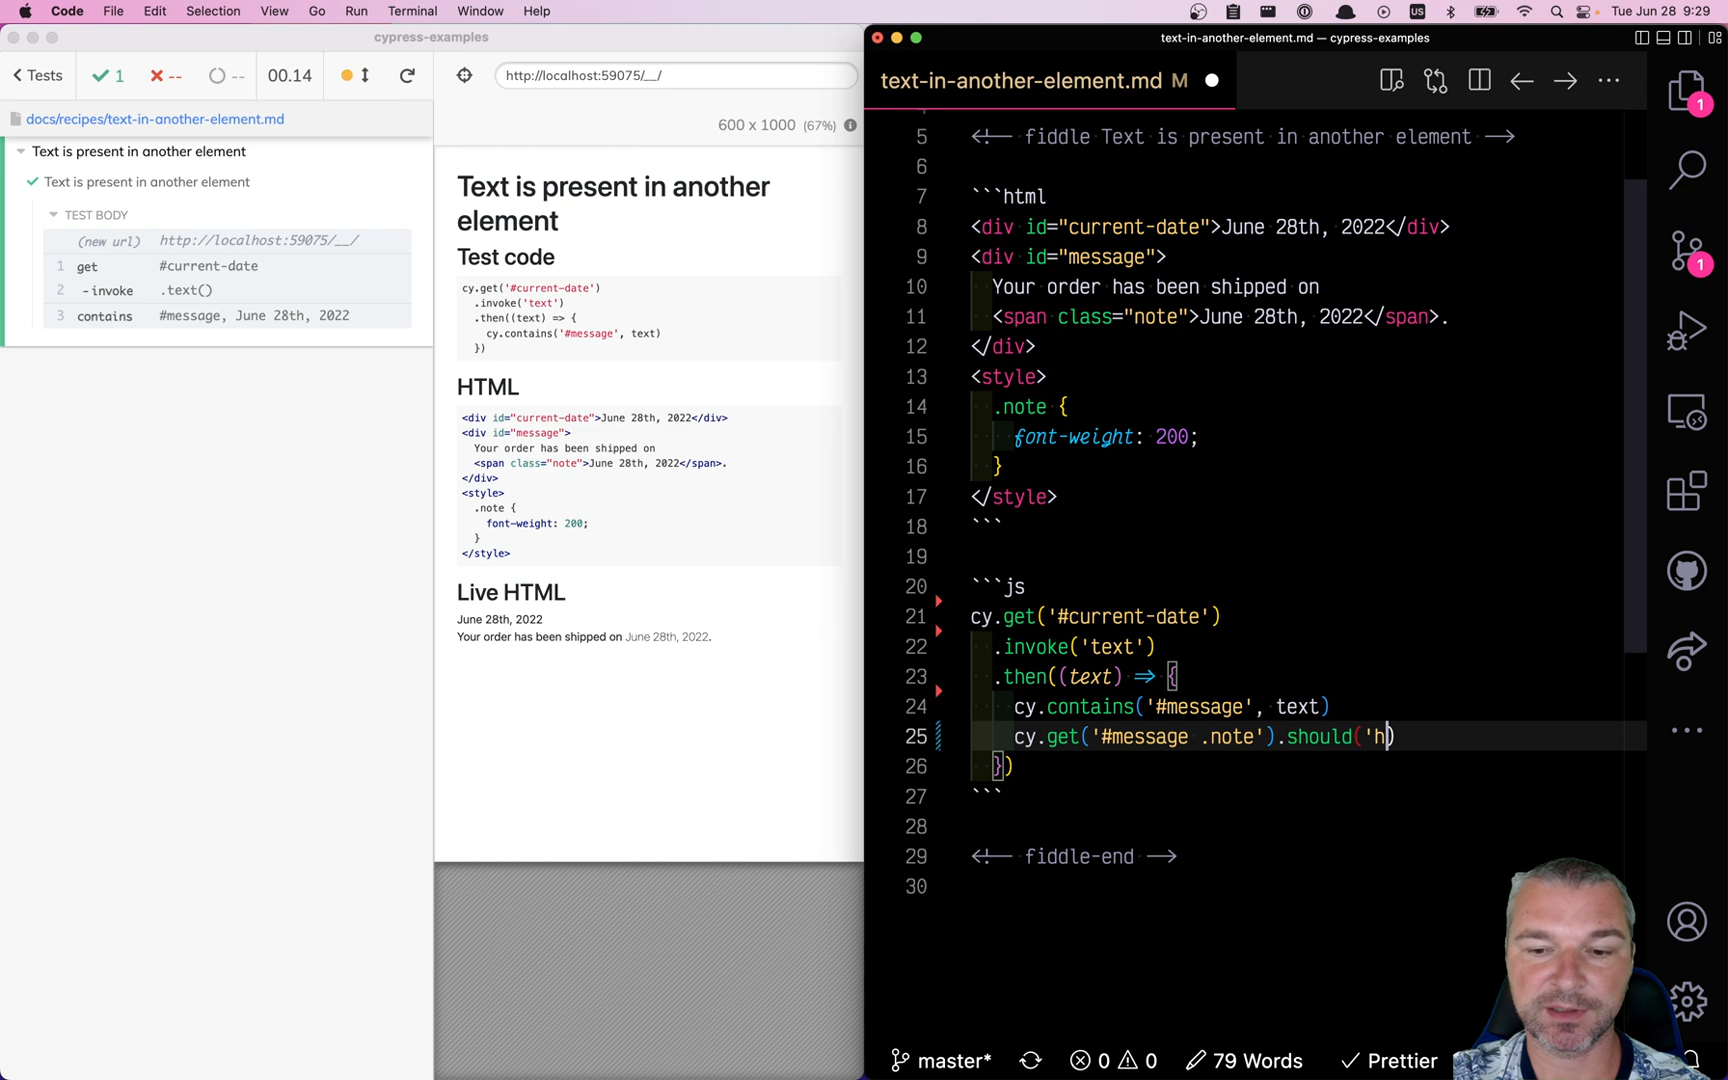 Code File Edit Selection View Go Run Terminal Window Help
US
Tue Jun 28 9:29
cypress-examples
Tests
1
--
--
00.14
http://localhost:59075/__/
600 x 1000 (67%)
docs/recipes/text-in-another-element.md
Text is present in another element
Text is present in another element
TEST BODY
(new url) http://localhost:59075/__/
1 get #current-date
2 -invoke .text()
3 contains #message, June 28th, 2022
Text is present in another
element
Test code
cy.get('#current-date')
.invoke('text')
.then((text) => {
cy.contains('#message', text)
})
HTML
<div id="current-date">June 28th, 2022</div>
<div id="message">
Your order has been shipped on
<span class="note">June 28th, 2022</span>.
</div>
<style>
.note {
font-weight: 200;
}
</style>
Live HTML
June 28th, 2022
Your order has been shipped on June 28th, 2022.
text-in-another-element.md — cypress-examples
text-in-another-element.md M
5 <!-- fiddle Text is present in another element -->
6
7 ```html
8 <div id="current-date">June 28th, 2022</div>
9 <div id="message">
10 Your order has been shipped on
11 <span class="note">June 28th, 2022</span>.
12 </div>
13 <style>
14 .note {
15 font-weight: 200;
16 }
17 </style>
18 ```
19
20 ```js
21 cy.get('#current-date')
22 .invoke('text')
23 .then((text) => {
24 cy.contains('#message', text)
25 cy.get('#message .note').should('h)
26 })
27 ```
28
29 <!-- fiddle-end -->
30
1
1
master* 0 0 79 Words Prettier